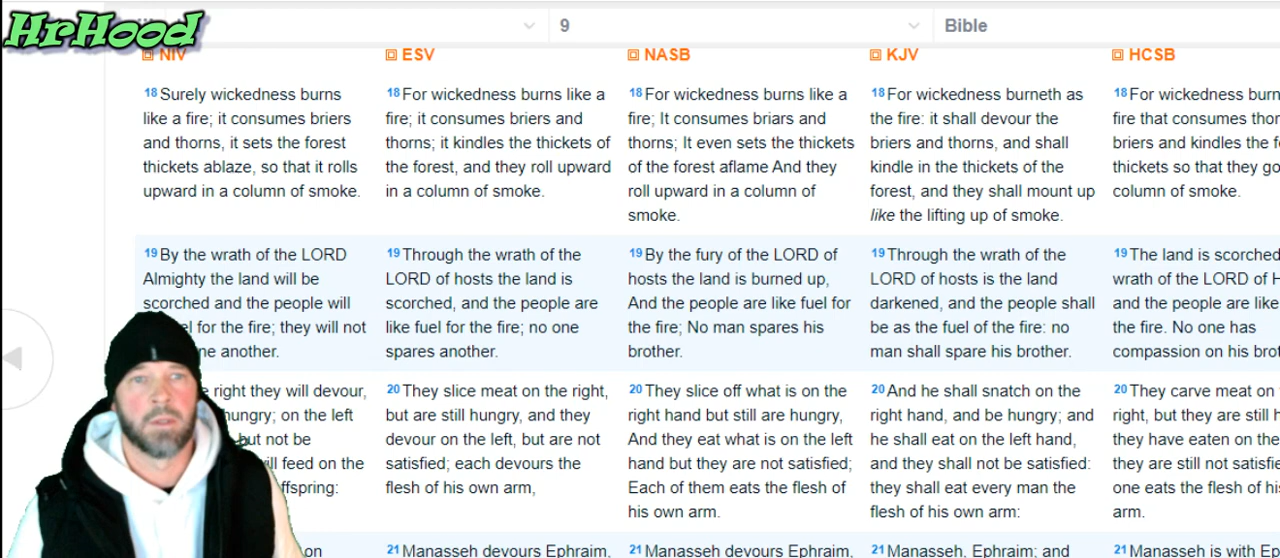 HrHood
9
Bible
NIV
18 Surely wickedness burns
like a fire; it consumes briers
and thorns, it sets the forest
thickets ablaze, so that it rolls
upward in a column of smoke.
19 By the wrath of the LORD
Almighty the land will be
scorched and the people will
for the fire; they will not
another.
right they will devour,
hungry; on the left
but not be
feed on the
on
ESV
18 For wickedness burns like a
fire; it consumes briers and
thorns; it kindles the thickets of
the forest, and they roll upward
in a column of smoke.
19 Through the wrath of the
LORD of hosts the land is
scorched, and the people are
like fuel for the fire; no one
spares another.
20 They slice meat on the right,
but are still hungry, and they
devour on the left, but are not
satisfied; each devours the
flesh of his own arm,
21 Manasseh devours Ephraim,
NASB
18 For wickedness burns like a
fire; It consumes briars and
thorns; It even sets the thickets
of the forest aflame And they
roll upward in a column of
smoke.
19 By the fury of the LORD of
hosts the land is burned up,
And the people are like fuel for
the fire; No man spares his
brother.
20 They slice off what is on the
right hand but still are hungry,
And they eat what is on the left
hand but they are not satisfied;
Each of them eats the flesh of
his own arm.
21 Manasseh devours Ephraim,
KJV
18 For wickedness burneth as
the fire: it shall devour the
briers and thorns, and shall
kindle in the thickets of the
forest, and they shall mount up
like the lifting up of smoke.
19 Through the wrath of the
LORD of hosts is the land
darkened, and the people shall
be as the fuel of the fire: no
man shall spare his brother.
20 And he shall snatch on the
right hand, and be hungry; and
he shall eat on the left hand,
and they shall not be satisfied:
they shall eat every man the
flesh of his own arm:
21 Manasseh, Ephraim; and
HCSB
18 For wickedness burn
fire that consumes
briers and kindles the
thickets so that they
column of smoke.
19 The land is scorched
wrath of the LORD of
and the people are like
the fire. No one has
compassion on his
20 They carve meat on
right, but they are still
they have eaten on the
they are still not
one eats the flesh of
arm.
21 Manasseh is with